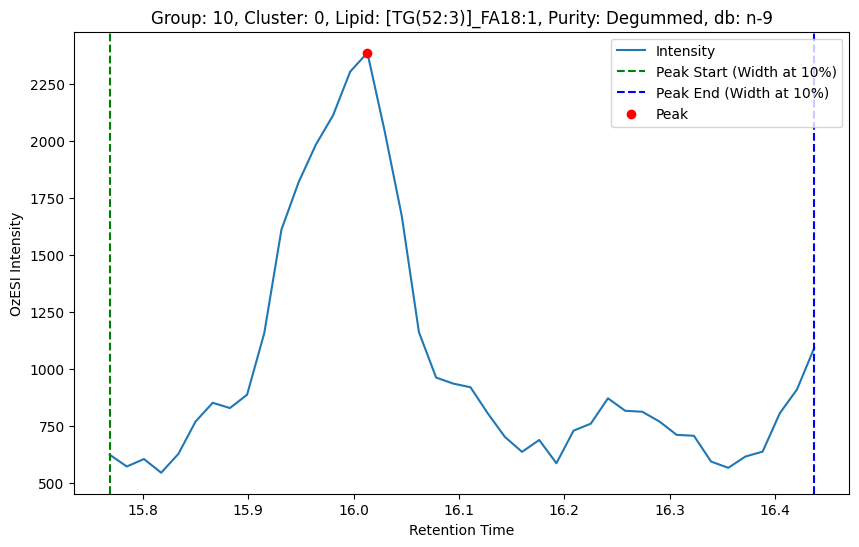 Group: 10, Cluster: 0, Lipid: [TG(52:3)]_FA18:1, Purity: Degummed, db: n-9
Intensity
Peak Start (Width at 10%)
Peak End (Width at 10%)
Peak
OzESI Intensity
2250
2000
1750
1500
1250
1000
750
500
15.8 15.9 16.0 16.1 16.2 16.3 16.4
Retention Time